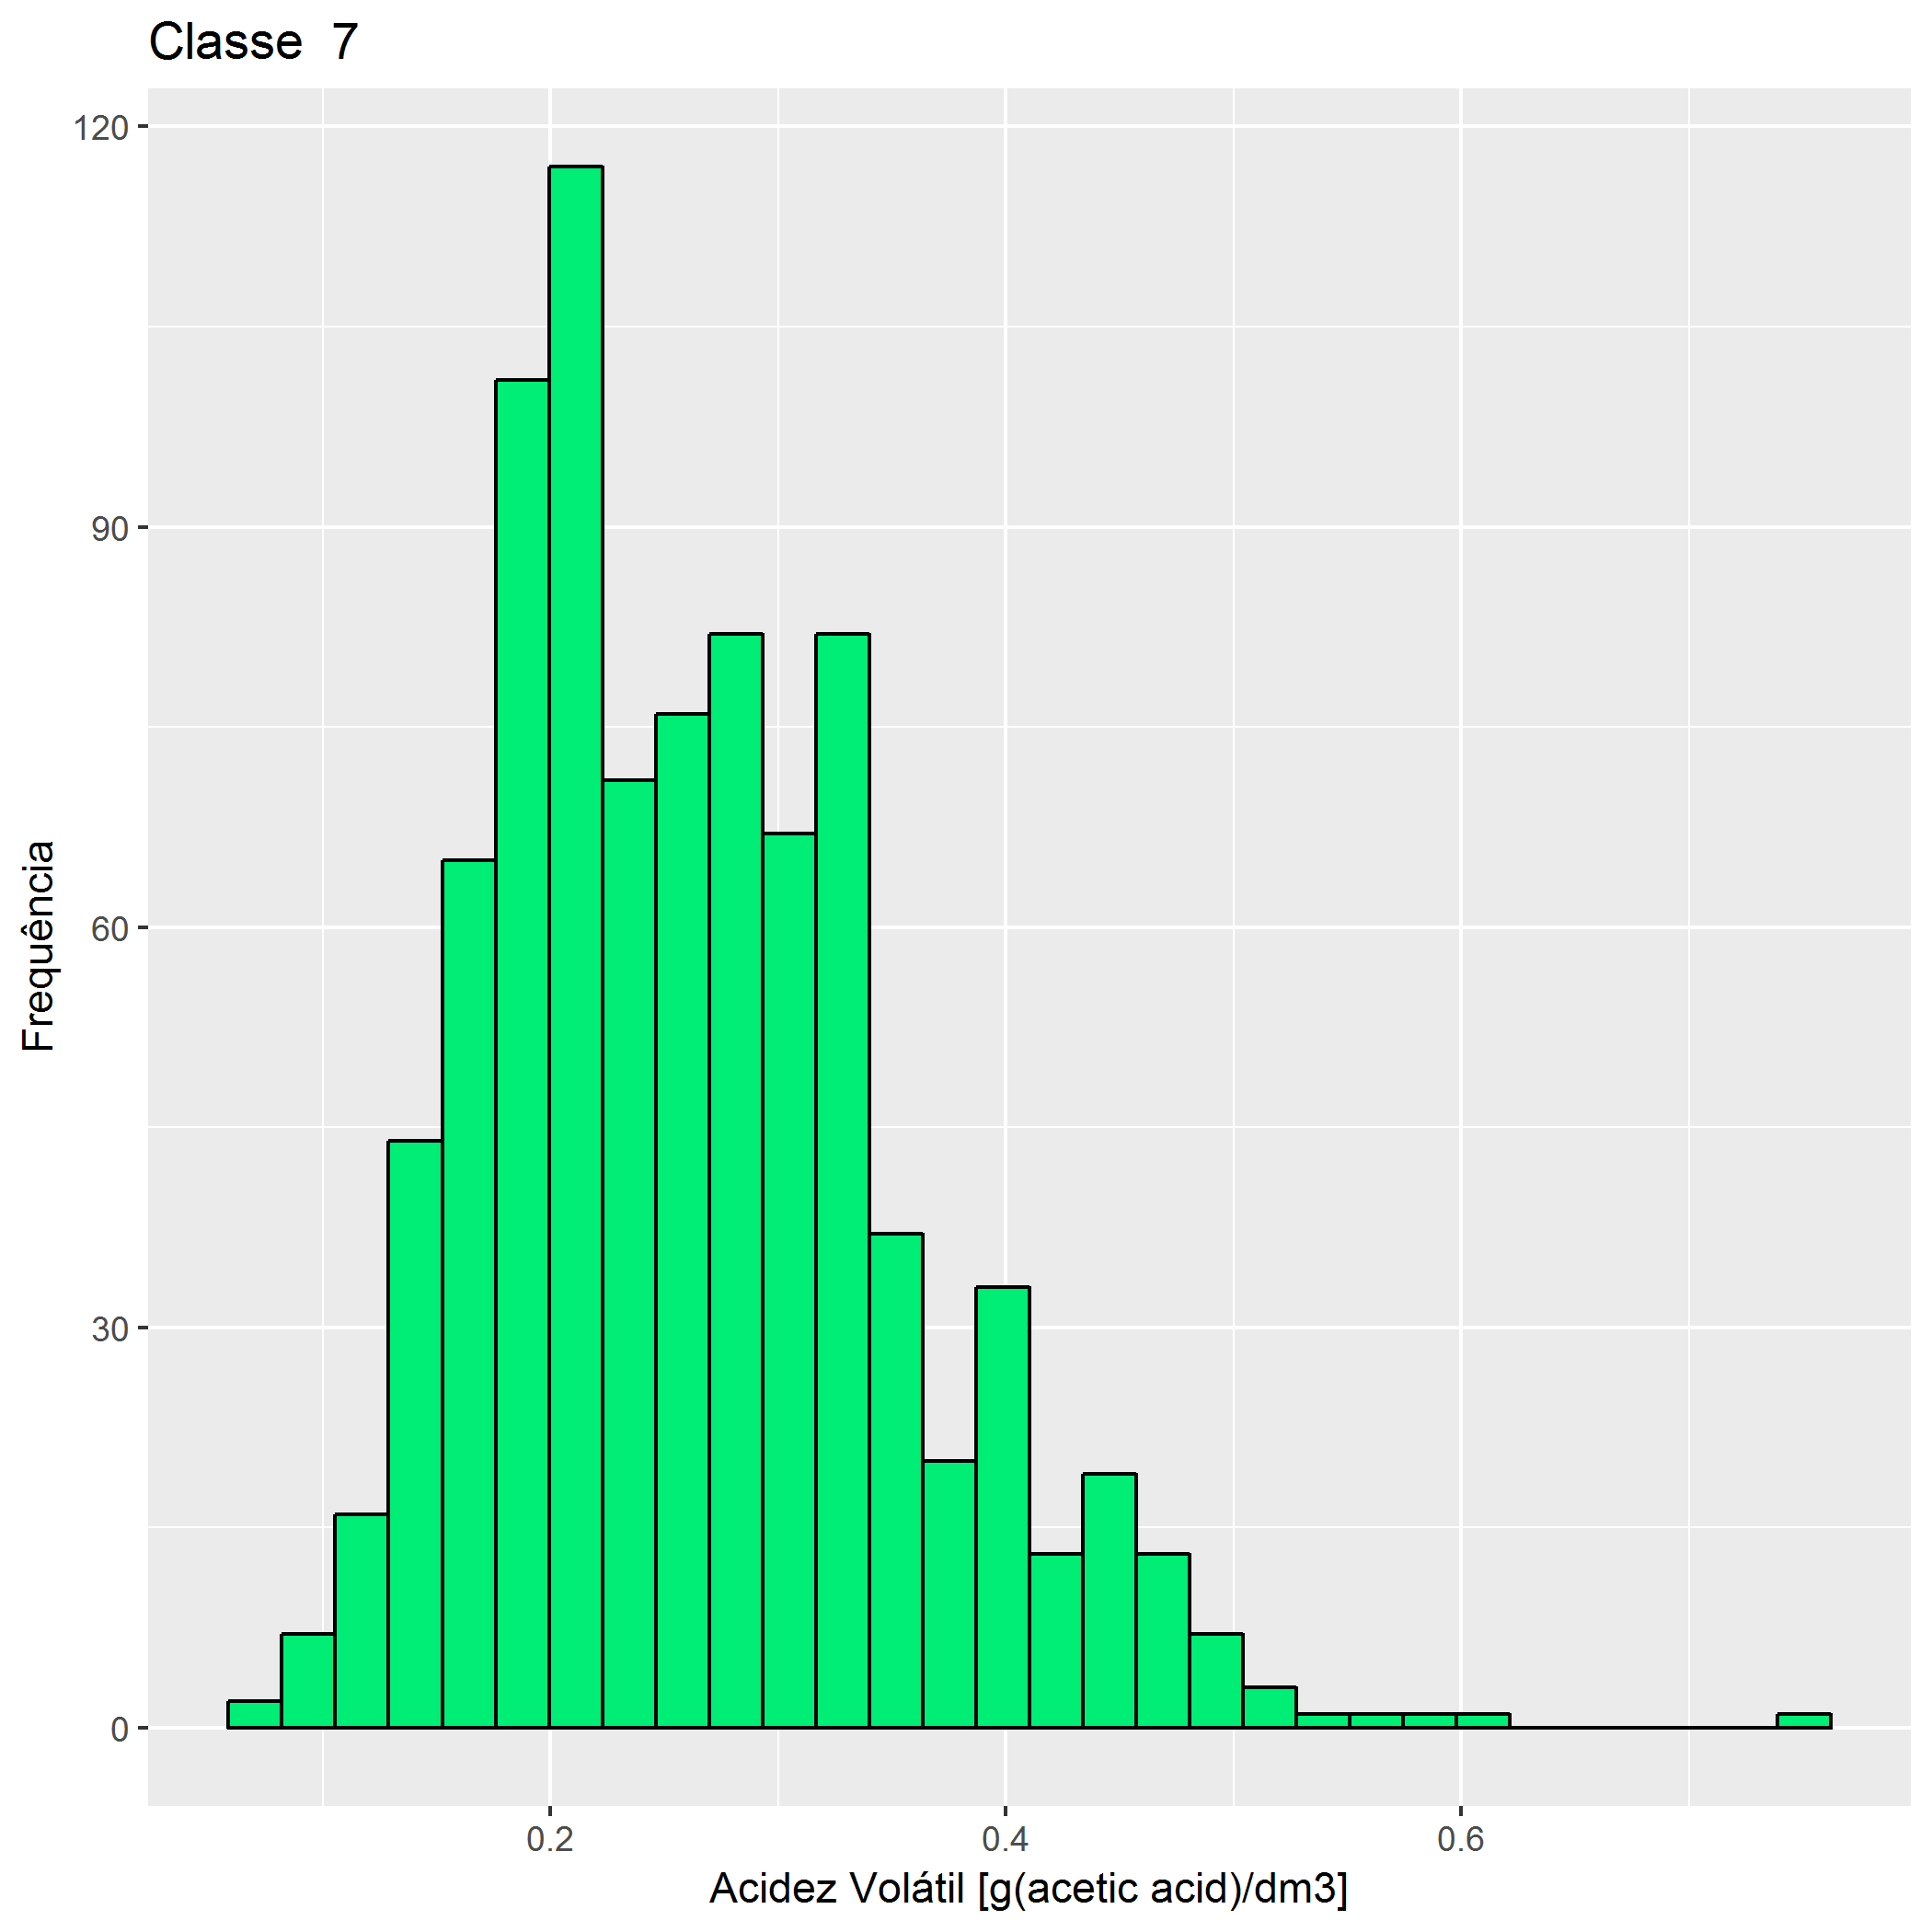 Classe  7
120
90
60
30
0
Frequência
0.2
0.4
0.6
Acidez Volátil [g(acetic acid)/dm3]